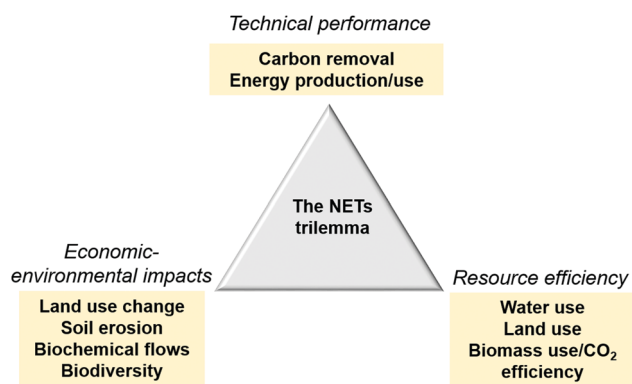 Technical performance
Carbon removal
Energy production/use
The NETs
trilemma
Economic-
environmental impacts
Land use change
Soil erosion
Biochemical flows
Biodiversity
Resource efficiency
Water use
Land use
Biomass use/CO₂
efficiency